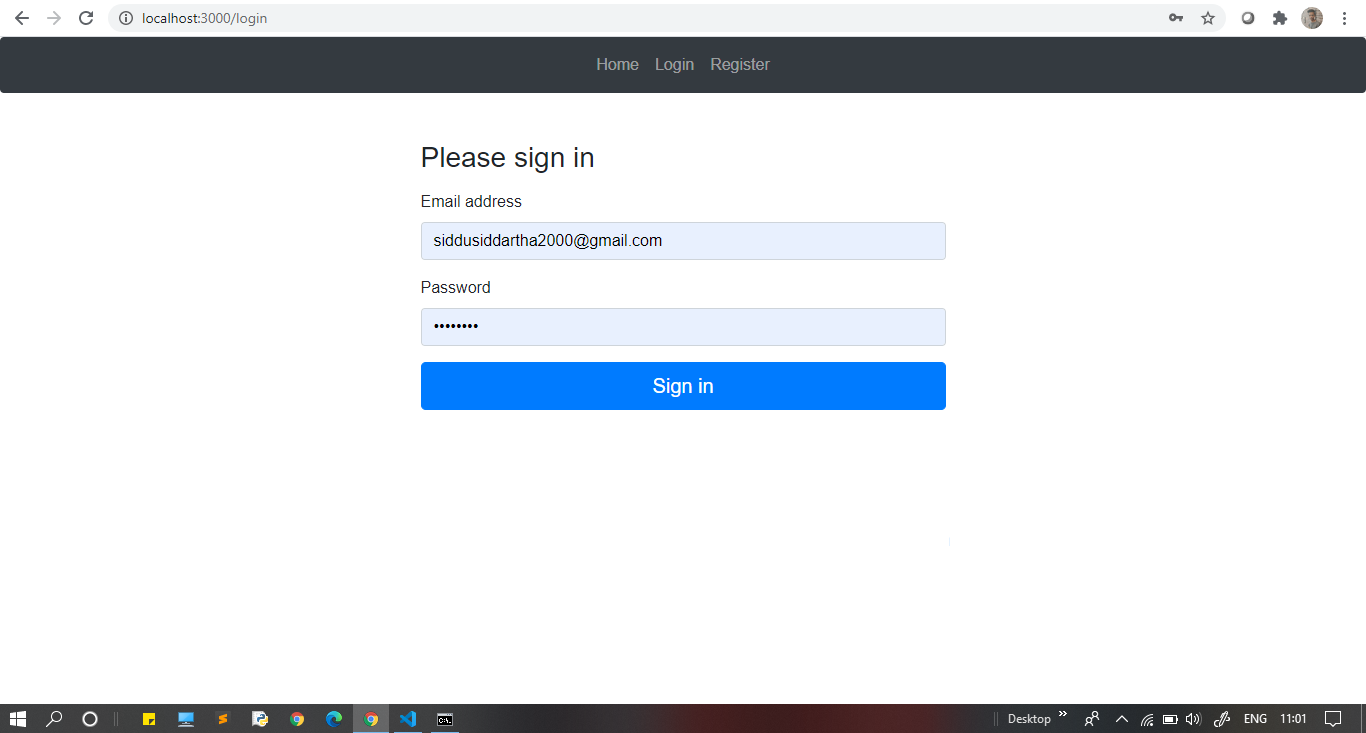 localhost:3000/login
Home Login Register
Please sign in
Email address
siddusiddartha2000@gmail.com
Password
••••••••
Sign in
Desktop
ENG
11:01